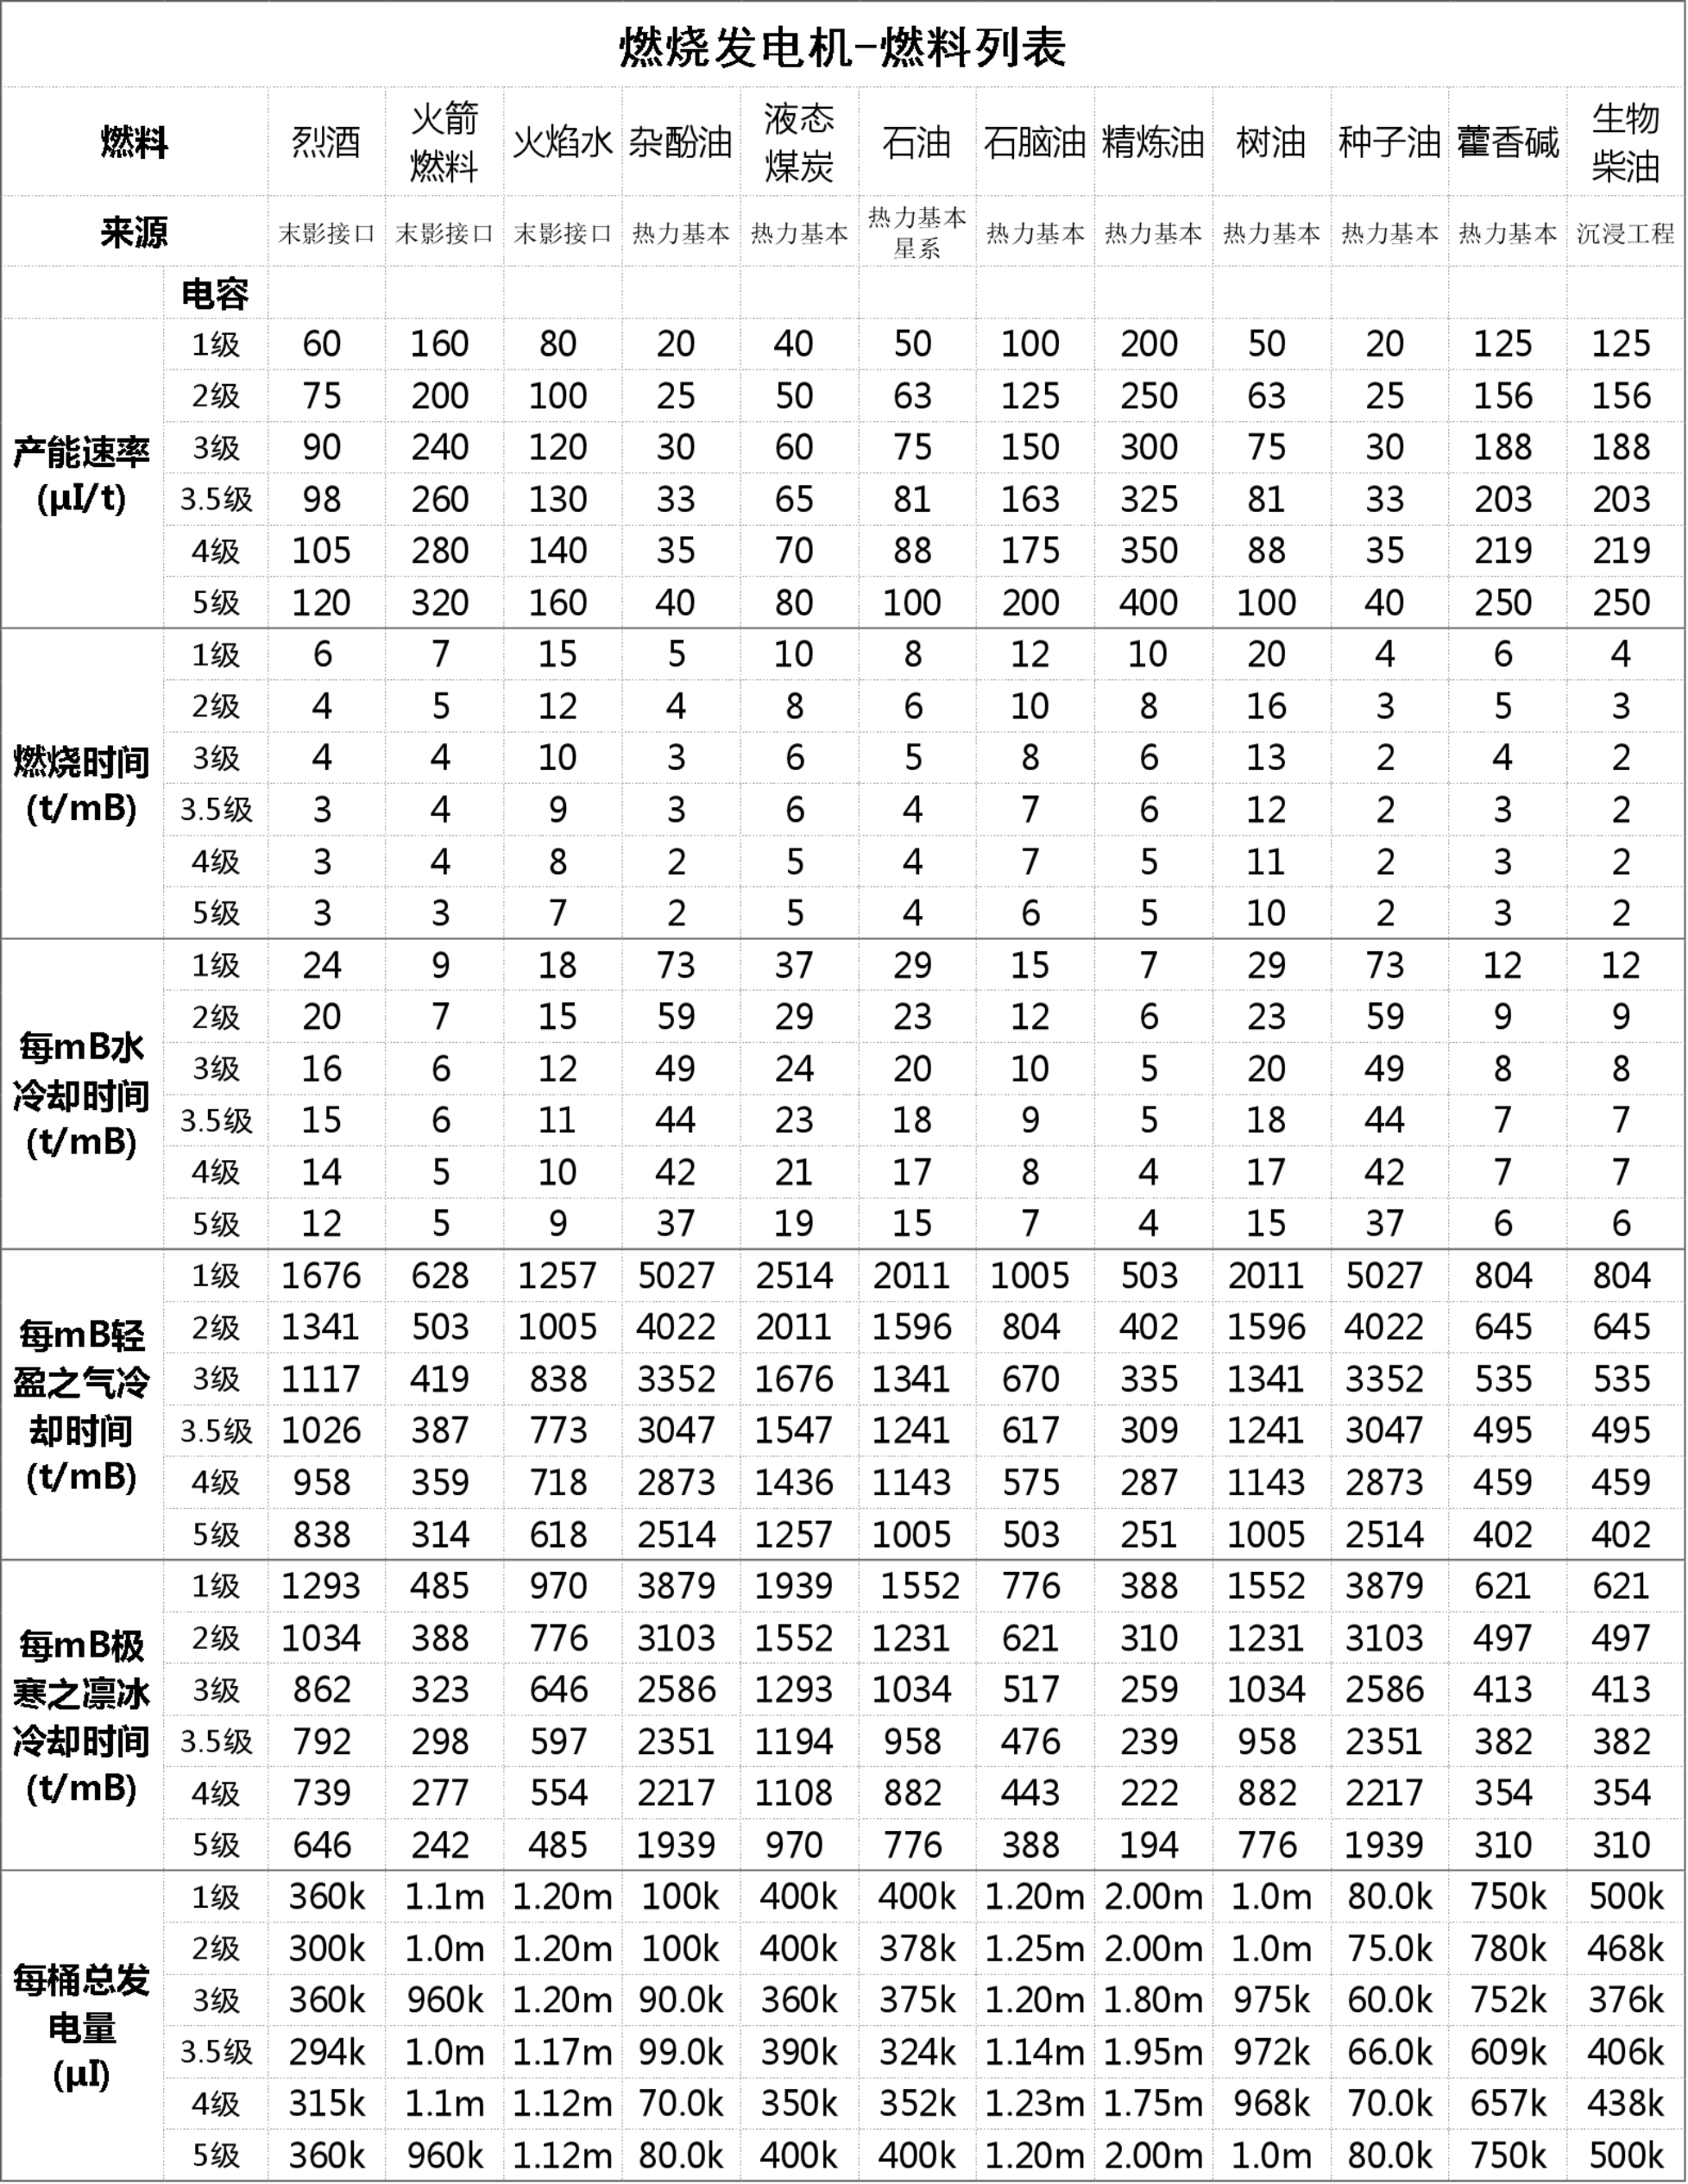 燃烧发电机-燃料列表
燃料 烈酒 火箭燃料 火焰水 杂酚油 液态煤炭 石油 石脑油 精炼油 树油 种子油 藿香碱 生物柴油
来源 末影接口 末影接口 末影接口 热力基本 热力基本 热力基本星系 热力基本 热力基本 热力基本 热力基本 热力基本 沉浸工程
电容
产能速率(μI/t)
1级 60 160 80 20 40 50 100 200 50 20 125 125
2级 75 200 100 25 50 63 125 250 63 25 156 156
3级 90 240 120 30 60 75 150 300 75 30 188 188
3.5级 98 260 130 33 65 81 163 325 81 33 203 203
4级 105 280 140 35 70 88 175 350 88 35 219 219
5级 120 320 160 40 80 100 200 400 100 40 250 250
燃烧时间(t/mB)
1级 6 7 15 5 10 8 12 10 20 4 6 4
2级 4 5 12 4 8 6 10 8 16 3 5 3
3级 4 4 10 3 6 5 8 6 13 2 4 2
3.5级 3 4 9 3 6 4 7 6 12 2 3 2
4级 3 4 8 2 5 4 7 5 11 2 3 2
5级 3 3 7 2 5 4 6 5 10 2 3 2
每mB水冷却时间(t/mB)
1级 24 9 18 73 37 29 15 7 29 73 12 12
2级 20 7 15 59 29 23 12 6 23 59 9 9
3级 16 6 12 49 24 20 10 5 20 49 8 8
3.5级 15 6 11 44 23 18 9 5 18 44 7 7
4级 14 5 10 42 21 17 8 4 17 42 7 7
5级 12 5 9 37 19 15 7 4 15 37 6 6
每mB轻盈之气冷却时间(t/mB)
1级 1676 628 1257 5027 2514 2011 1005 503 2011 5027 804 804
2级 1341 503 1005 4022 2011 1596 804 402 1596 4022 645 645
3级 1117 419 838 3352 1676 1341 670 335 1341 3352 535 535
3.5级 1026 387 773 3047 1547 1241 617 309 1241 3047 495 495
4级 958 359 718 2873 1436 1143 575 287 1143 2873 459 459
5级 838 314 618 2514 1257 1005 503 251 1005 2514 402 402
每mB极寒之凛冰冷却时间(t/mB)
1级 1293 485 970 3879 1939 1552 776 388 1552 3879 621 621
2级 1034 388 776 3103 1552 1231 621 310 1231 3103 497 497
3级 862 323 646 2586 1293 1034 517 259 1034 2586 413 413
3.5级 792 298 597 2351 1194 958 476 239 958 2351 382 382
4级 739 277 554 2217 1108 882 443 222 882 2217 354 354
5级 646 242 485 1939 970 776 388 194 776 1939 310 310
每桶总发电量(μI)
1级 360k 1.1m 1.20m 100k 400k 400k 1.20m 2.00m 1.0m 80.0k 750k 500k
2级 300k 1.0m 1.20m 100k 400k 378k 1.25m 2.00m 1.0m 75.0k 780k 468k
3级 360k 960k 1.20m 90.0k 360k 375k 1.20m 1.80m 975k 60.0k 752k 376k
3.5级 294k 1.0m 1.17m 99.0k 390k 324k 1.14m 1.95m 972k 66.0k 609k 406k
4级 315k 1.1m 1.12m 70.0k 350k 352k 1.23m 1.75m 968k 70.0k 657k 438k
5级 360k 960k 1.12m 80.0k 400k 400k 1.20m 2.00m 1.0m 80.0k 750k 500k